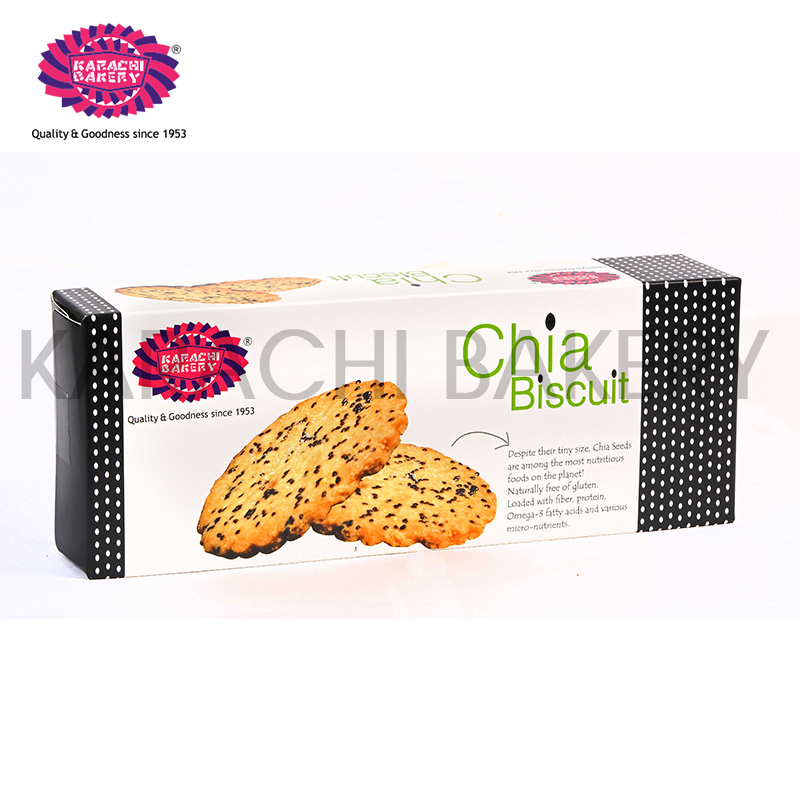 KARACHI
BAKERY
®
Quality & Goodness since 1953
Chia
Biscuit
KARACHI
BAKERY
®
Quality & Goodness since 1953
Chia
Biscuit
Despite their tiny size, Chia Seeds
are among the most nutritious
foods on the planet!
Naturally free of gluten.
Loaded with fiber, protein,
Omega-3 fatty acids and various
micro-nutrients.
KARACHI BAKERY